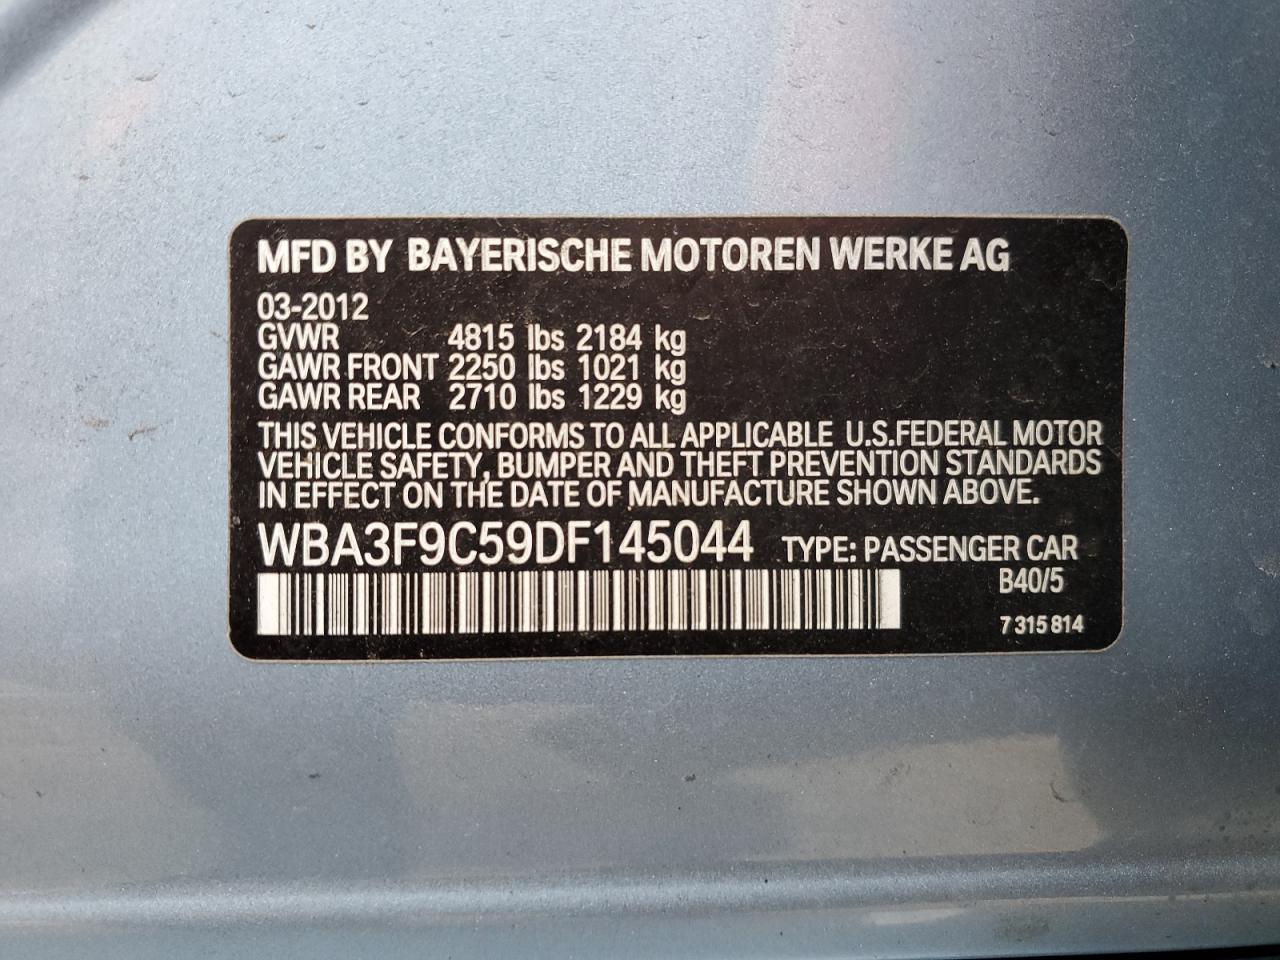 MFD BY BAYERISCHE MOTOREN WERKE AG
03-2012
GVWR 4815 lbs 2184 kg
GAWR FRONT 2250 lbs 1021 kg
GAWR REAR 2710 lbs 1229 kg
THIS VEHICLE CONFORMS TO ALL APPLICABLE U.S.FEDERAL MOTOR
VEHICLE SAFETY, BUMPER AND THEFT PREVENTION STANDARDS
IN EFFECT ON THE DATE OF MANUFACTURE SHOWN ABOVE.
WBA3F9C59DF145044 TYPE: PASSENGER CAR
B40/5
7 315 814